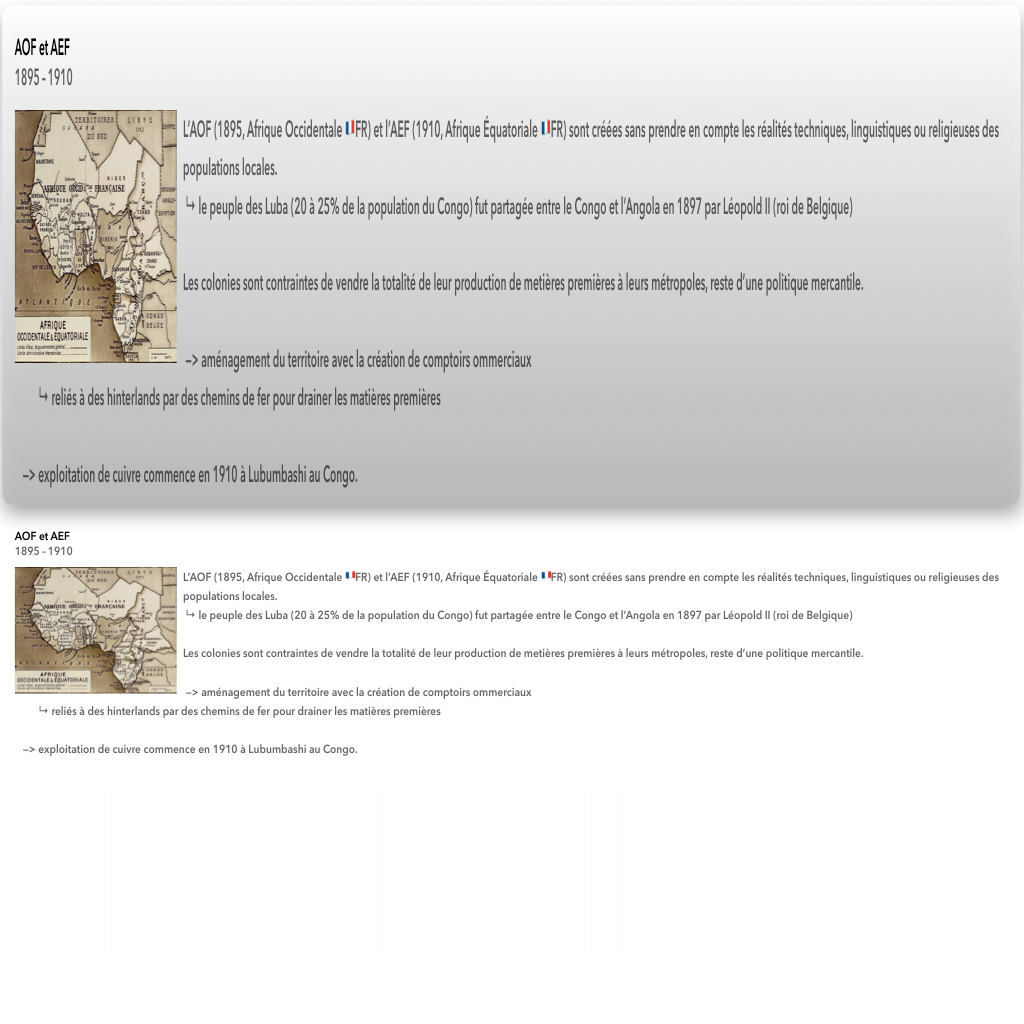 AOF et AEF
1895 - 1910
L’AOF (1895, Afrique Occidentale 🇫🇷FR) et l’AEF (1910, Afrique Équatoriale 🇫🇷FR) sont créées sans prendre en compte les réalités techniques, linguistiques ou religieuses des
populations locales.
↳ le peuple des Luba (20 à 25% de la population du Congo) fut partagée entre le Congo et l’Angola en 1897 par Léopold II (roi de Belgique)
Les colonies sont contraintes de vendre la totalité de leur production de metières premières à leurs métropoles, reste d’une politique mercantile.
—> aménagement du territoire avec la création de comptoirs ommerciaux
↳ reliés à des hinterlands par des chemins de fer pour drainer les matières premières
—> exploitation de cuivre commence en 1910 à Lubumbashi au Congo.
TERRITOIRES
DU SUD
LIBYE
MAURITANIE
NIGER
AFRIQUE OCCID.LE FRANÇAISE
NIGERIA
ATLANTIQUE
CONGO
BELGE
AFRIQUE
OCCIDENTALE & ÉQUATORIALE
AOF et AEF
1895 - 1910
L’AOF (1895, Afrique Occidentale 🇫🇷FR) et l’AEF (1910, Afrique Équatoriale 🇫🇷FR) sont créées sans prendre en compte les réalités techniques, linguistiques ou religieuses des
populations locales.
↳ le peuple des Luba (20 à 25% de la population du Congo) fut partagée entre le Congo et l’Angola en 1897 par Léopold II (roi de Belgique)
Les colonies sont contraintes de vendre la totalité de leur production de metières premières à leurs métropoles, reste d’une politique mercantile.
—> aménagement du territoire avec la création de comptoirs ommerciaux
↳ reliés à des hinterlands par des chemins de fer pour drainer les matières premières
—> exploitation de cuivre commence en 1910 à Lubumbashi au Congo.
AFRIQUE
OCCIDENTALE & ÉQUATORIALE